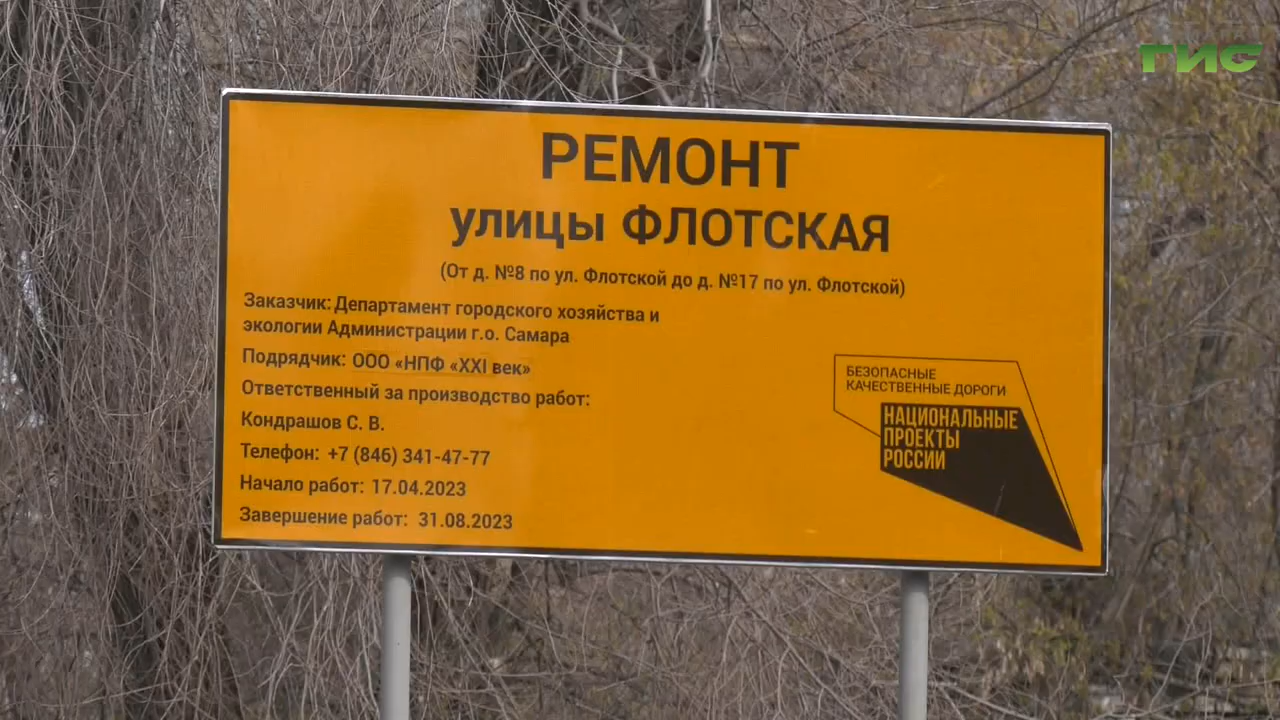 ГИС
РЕМОНТ
улицы ФЛОТСКАЯ
(От д. №8 по ул. Флотской до д. №17 по ул. Флотской)
Заказчик: Департамент городского хозяйства и
экологии Администрации г.о. Самара
Подрядчик: ООО «НПФ «XXI век»
Ответственный за производство работ:
Кондрашов С. В.
Телефон: +7 (846) 341-47-77
Начало работ: 17.04.2023
Завершение работ: 31.08.2023
БЕЗОПАСНЫЕ
КАЧЕСТВЕННЫЕ ДОРОГИ
НАЦИОНАЛЬНЫЕ
ПРОЕКТЫ
РОССИИ